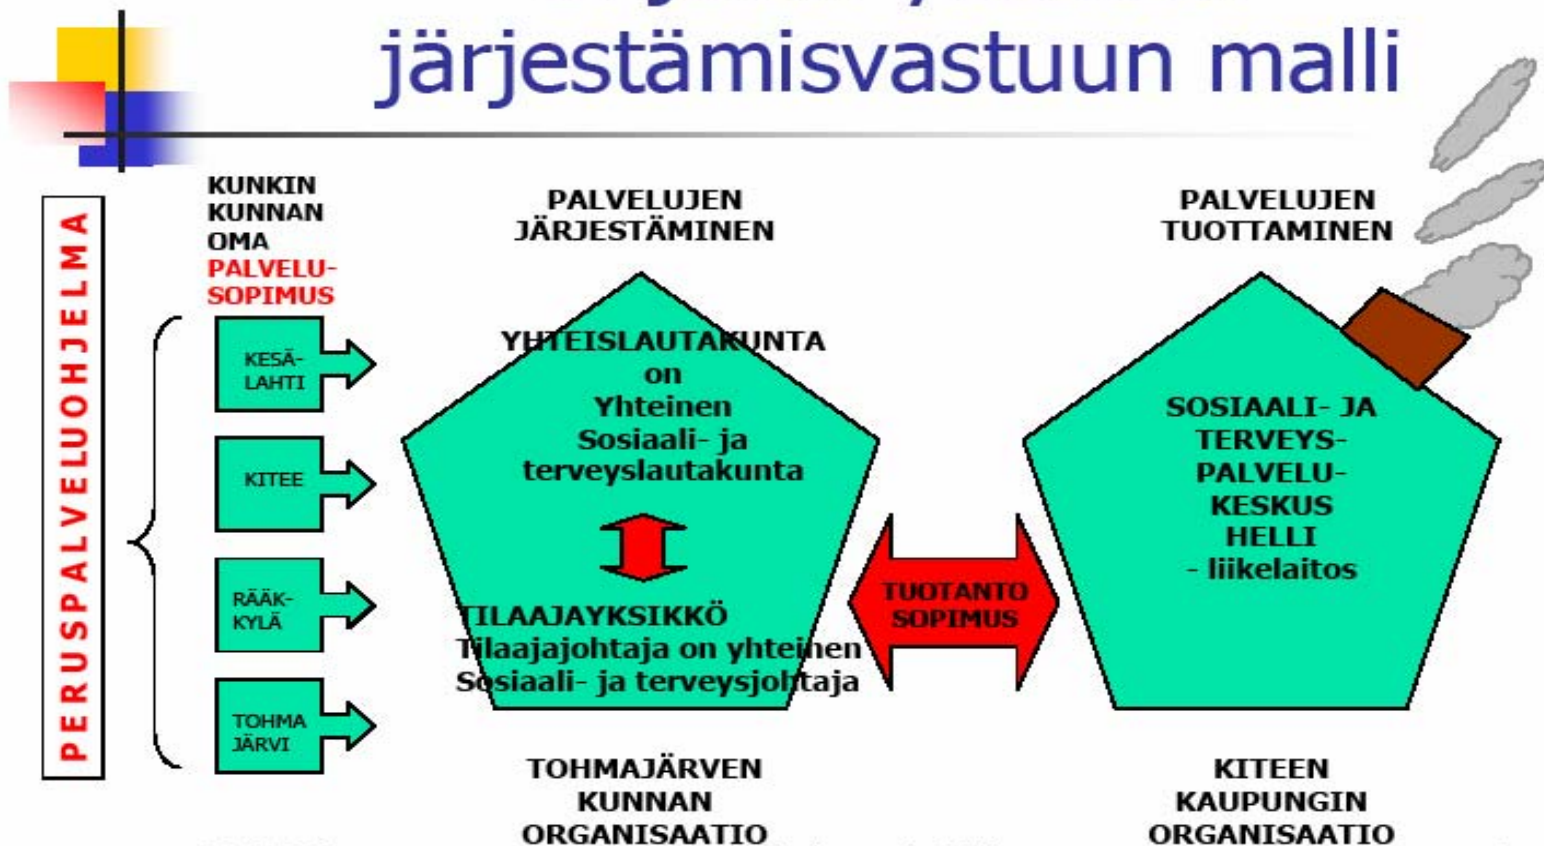 järjestämisvastuun malli
PERUSPALVELUOHJELMA
KUNKIN
KUNNAN
OMA
PALVELU-
SOPIMUS
KESÄ-
LAHTI
KITEE
RÄÄK-
KYLÄ
TOHMA
JÄRVI
PALVELUJEN
JÄRJESTÄMINEN
YHTEISLAUTAKUNTA
on
Yhteinen
Sosiaali- ja
terveyslautakunta
TILAAJAYKSIKKÖ
Tilaajajohtaja on yhteinen
Sosiaali- ja terveysjohtaja
TOHMAJÄRVEN
KUNNAN
ORGANISAATIO
TUOTANTO
SOPIMUS
PALVELUJEN
TUOTTAMINEN
SOSIAALI- JA
TERVEYS-
PALVELU-
KESKUS
HELLI
- liikelaitos
KITEEN
KAUPUNGIN
ORGANISAATIO